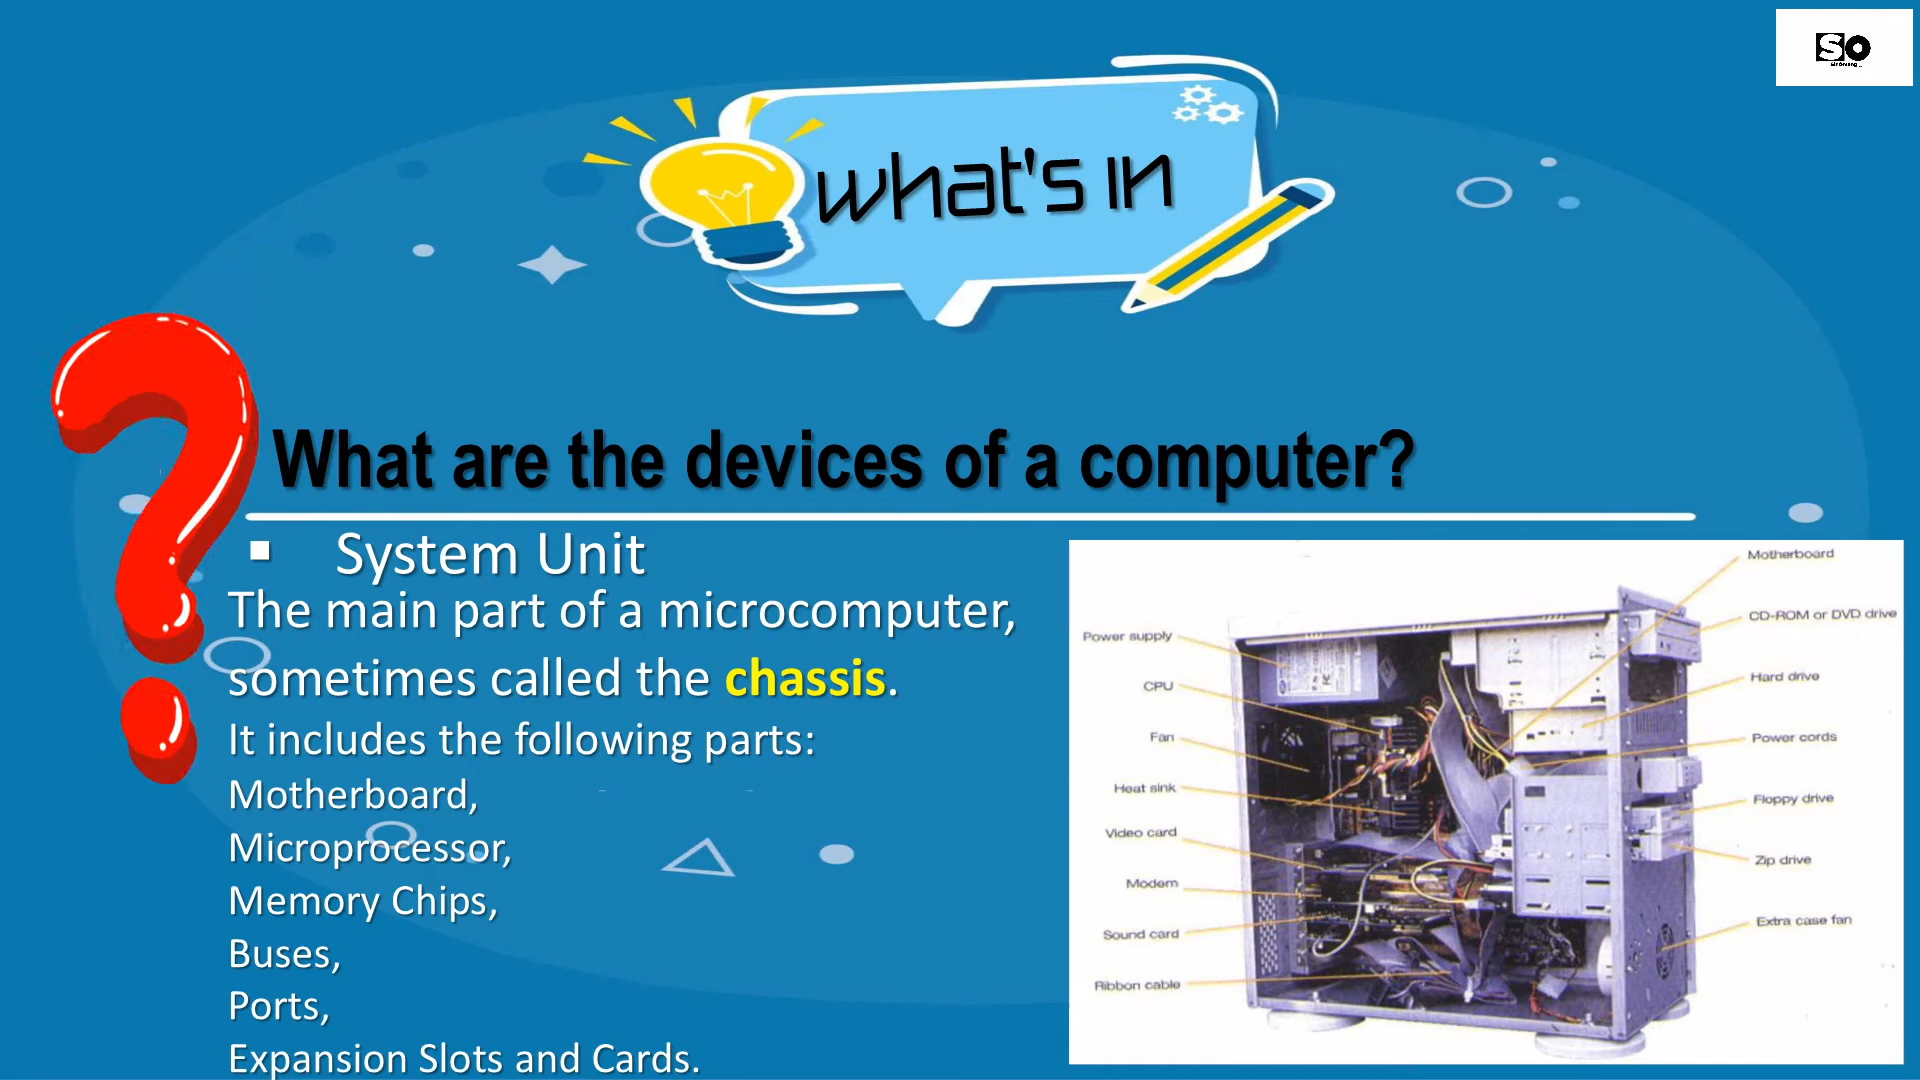 SO
what's in
What are the devices of a computer?
▪ System Unit
The main part of a microcomputer,
sometimes called the chassis.
It includes the following parts:
Motherboard,
Microprocessor,
Memory Chips,
Buses,
Ports,
Expansion Slots and Cards.
Power supply
CPU
Fan
Heat sink
Video card
Modem
Sound card
Ribbon cable
Motherboard
CD-ROM or DVD drive
Hard drive
Power cords
Floppy drive
Zip drive
Extra case fan